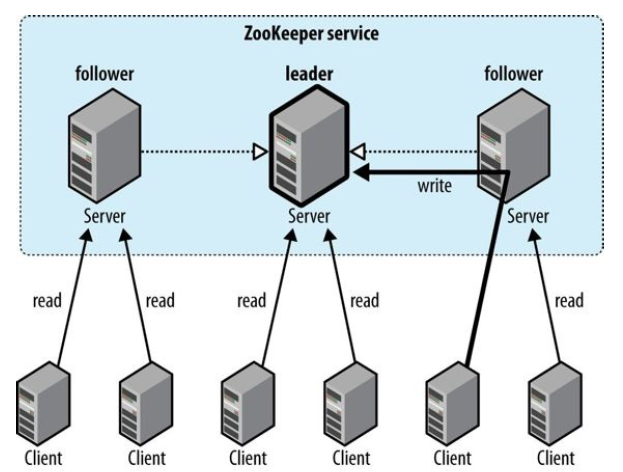 ZooKeeper service
follower
leader
follower
write
Server
Server
Server
read
read
read
read
read
Client
Client
Client
Client
Client
Client